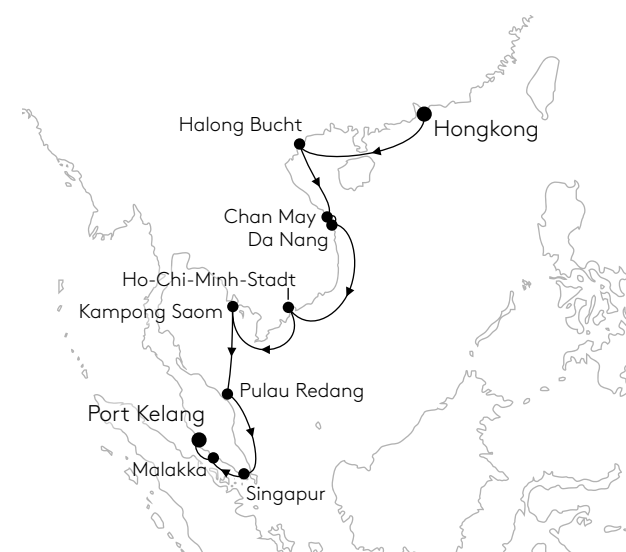 Halong Bucht
Hongkong
Chan May
Da Nang
Ho-Chi-Minh-Stadt
Kampong Saom
Pulau Redang
Port Kelang
Malakka
Singapur